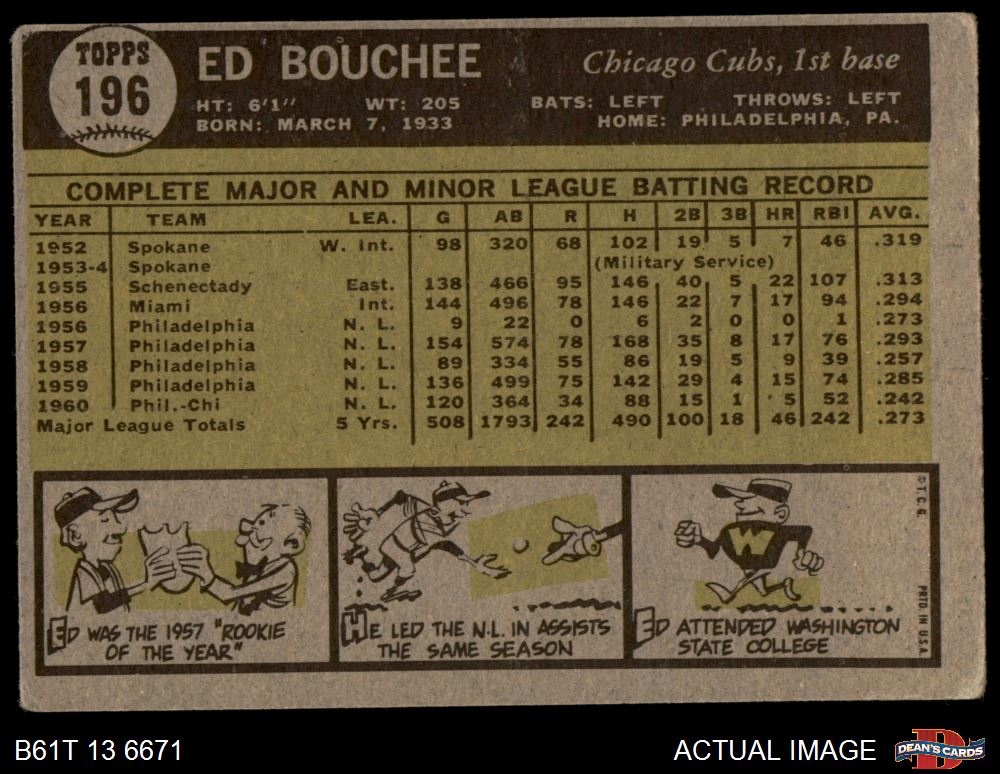 TOPPS
196
ED BOUCHEE
Chicago Cubs, 1st base
HT: 6'1" WT: 205 BATS: LEFT THROWS: LEFT
BORN: MARCH 7, 1933 HOME: PHILADELPHIA, PA.
COMPLETE MAJOR AND MINOR LEAGUE BATTING RECORD
YEAR TEAM LEA. G AB R H 2B 3B HR RBI AVG.
1952 Spokane W. Int. 98 320 68 102 19 5 7 46 .319
1953-4 Spokane (Military Service)
1955 Schenectady East. 138 466 95 146 40 5 22 107 .313
1956 Miami Int. 144 496 78 146 22 7 17 94 .294
1956 Philadelphia N. L. 9 22 0 6 2 0 0 1 .273
1957 Philadelphia N. L. 154 574 78 168 35 8 17 76 .293
1958 Philadelphia N. L. 89 334 55 86 19 5 9 39 .257
1959 Philadelphia N. L. 136 499 75 142 29 4 15 74 .285
1960 Phil.-Chi N. L. 120 364 34 88 15 1 5 52 .242
Major League Totals 5 Yrs. 508 1793 242 490 100 18 46 242 .273
W
ED WAS THE 1957 "ROOKIE
OF THE YEAR"
HE LED THE N.L. IN ASSISTS
THE SAME SEASON
ED ATTENDED WASHINGTON
STATE COLLEGE
© T. C. G.
PRTD. IN U.S.A.
B61T 13 6671
ACTUAL IMAGE
D
DEAN'S CARDS